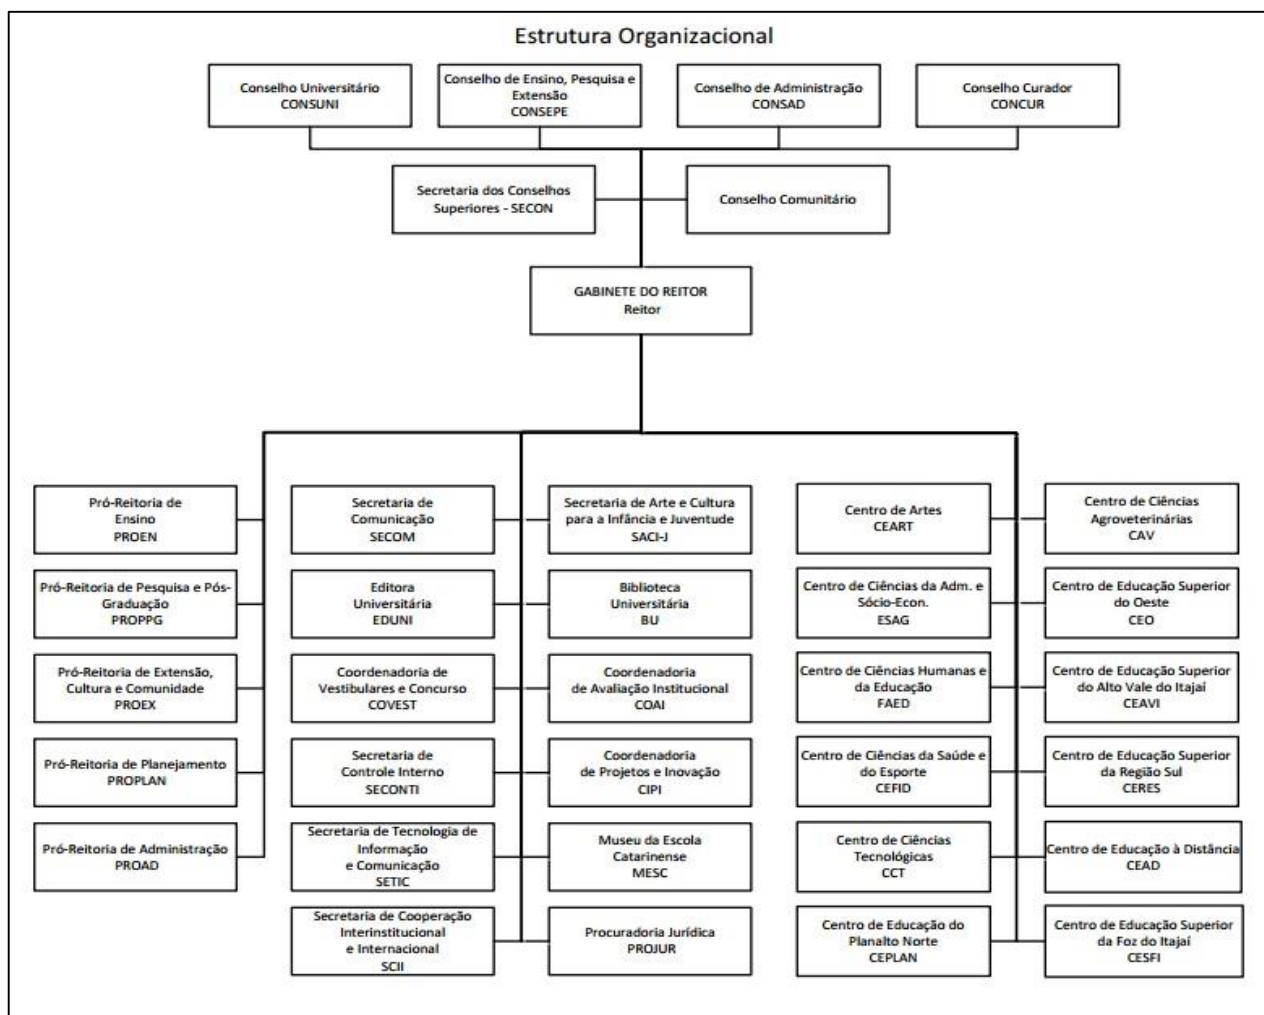 Estrutura Organizacional
Conselho Universitário
CONSUNI
Conselho de Ensino, Pesquisa e
Extensão
CONSEPE
Conselho de Administração
CONSAD
Conselho Curador
CONCUR
Secretaria dos Conselhos
Superiores - SECON
Conselho Comunitário
GABINETE DO REITOR
Reitor
Pró-Reitoria de
Ensino
PROEN
Pró-Reitoria de Pesquisa e Pós-
Graduação
PROPPG
Pró-Reitoria de Extensão,
Cultura e Comunidade
PROEX
Pró-Reitoria de Planejamento
PROPLAN
Pró-Reitoria de Administração
PROAD
Secretaria de
Comunicação
SECOM
Editora
Universitária
EDUNI
Coordenadoria de
Vestibulares e Concurso
COVEST
Secretaria de
Controle Interno
SECONTI
Secretaria de Tecnologia de
Informação
e Comunicação
SETIC
Secretaria de Cooperação
Interinstitucional
e Internacional
SCII
Secretaria de Arte e Cultura
para a Infância e Juventude
SACI-J
Biblioteca
Universitária
BU
Coordenadoria
de Avaliação Institucional
COAI
Coordenadoria
de Projetos e Inovação
CIPI
Museu da Escola
Catarinense
MESC
Procuradoria Jurídica
PROJUR
Centro de Artes
CEART
Centro de Ciências da Adm. e
Sócio-Econ.
ESAG
Centro de Ciências Humanas e
da Educação
FAED
Centro de Ciências da Saúde e
do Esporte
CEFID
Centro de Ciências
Tecnológicas
CCT
Centro de Educação do
Planalto Norte
CEPLAN
Centro de Ciências
Agroveterinárias
CAV
Centro de Educação Superior
do Oeste
CEO
Centro de Educação Superior
do Alto Vale do Itajaí
CEAVI
Centro de Educação Superior
da Região Sul
CERES
Centro de Educação à Distância
CEAD
Centro de Educação Superior
da Foz do Itajaí
CESFI